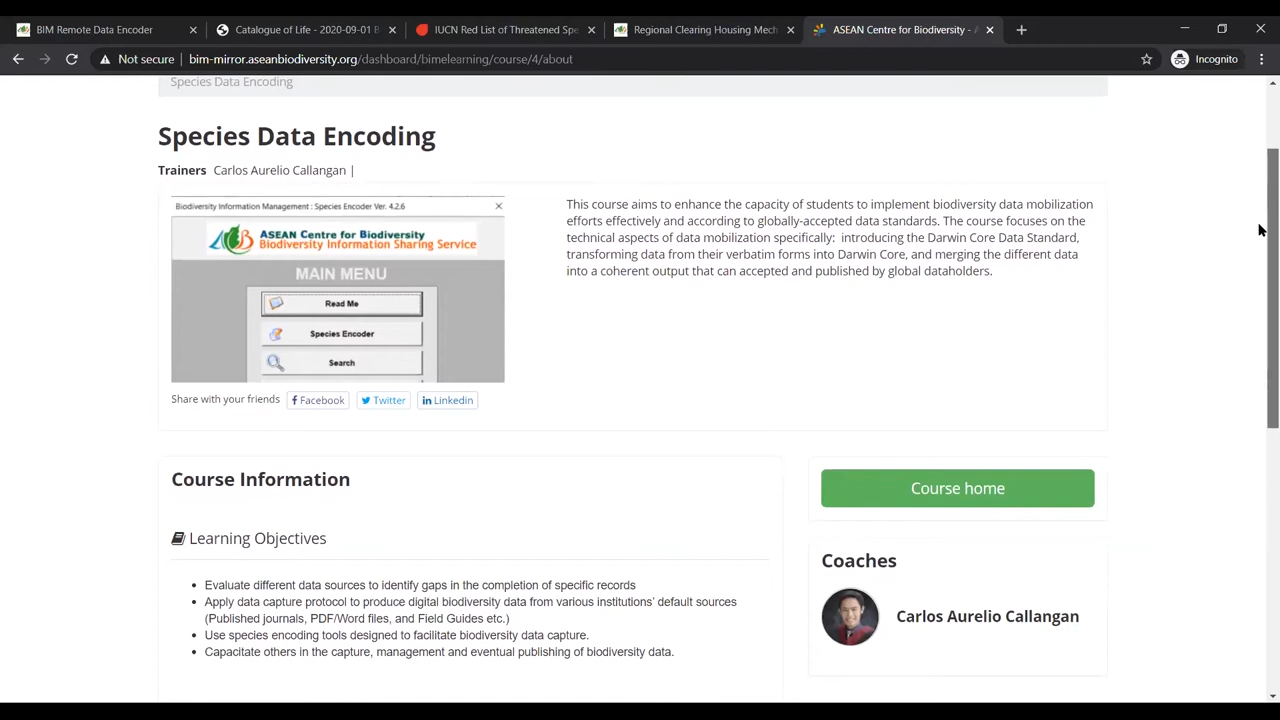 BIM Remote Data Encoder
Catalogue of Life - 2020-09-01 B
IUCN Red List of Threatened Spe
Regional Clearing Housing Mech
ASEAN Centre for Biodiversity - A
Not secure
bim-mirror.aseanbiodiversity.org/dashboard/bimelearning/course/4/about
Incognito
Species Data Encoding
Species Data Encoding
Trainers Carlos Aurelio Callangan |
Biodiversity Information Management : Species Encoder Ver. 4.2.6
ASEAN Centre for Biodiversity
Biodiversity Information Sharing Service
MAIN MENU
Read Me
Species Encoder
Search
This course aims to enhance the capacity of students to implement biodiversity data mobilization
efforts effectively and according to globally-accepted data standards. The course focuses on the
technical aspects of data mobilization specifically: introducing the Darwin Core Data Standard,
transforming data from their verbatim forms into Darwin Core, and merging the different data
into a coherent output that can accepted and published by global dataholders.
Share with your friends Facebook Twitter Linkedin
Course Information
Learning Objectives
• Evaluate different data sources to identify gaps in the completion of specific records
• Apply data capture protocol to produce digital biodiversity data from various institutions' default sources
(Published journals, PDF/Word files, and Field Guides etc.)
• Use species encoding tools designed to facilitate biodiversity data capture.
• Capacitate others in the capture, management and eventual publishing of biodiversity data.
Course home
Coaches
Carlos Aurelio Callangan